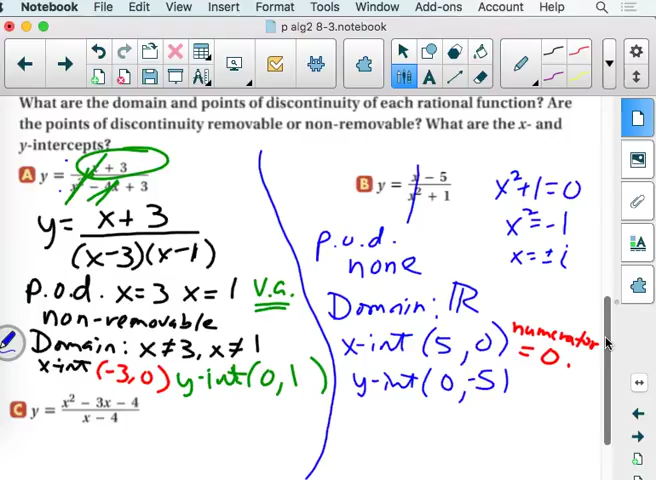 Notebook File Edit View Insert Format Tools Window Account Help
p alg2 8-3.notebook
What are the domain and points of discontinuity of each rational function? Are
the points of discontinuity removable or non-removable? What are the x- and
y-intercepts?
A y = (x + 3)/(x² - 4x + 3)
y = (x + 3)/((x-3)(x-1))
p.o.d. x=3 x=1 V.a.
non-removable
Domain: x≠3, x≠1
x-int (-3,0) y-int (0,1)
C y = (x² - 3x - 4)/(x - 4)
B y = (x - 5)/(x² + 1)
x²+1=0
x²=-1
x=±i
p.o.d.
none
Domain: ℝ
x-int (5,0) numerator
=0.
y-int (0,-5)